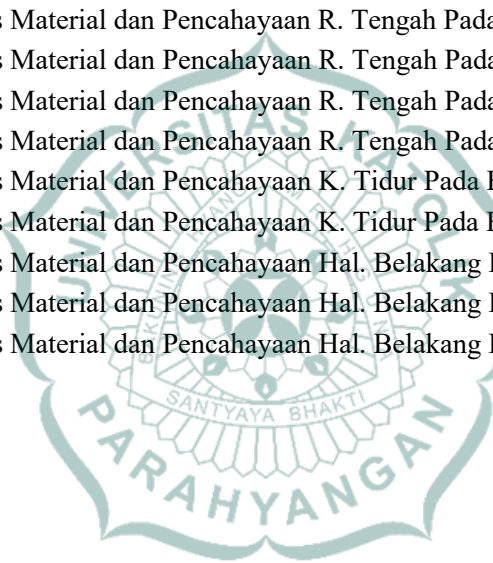 s Material dan Pencahayaan R. Tengah Pada
s Material dan Pencahayaan R. Tengah Pada
s Material dan Pencahayaan R. Tengah Pada
s Material dan Pencahayaan R. Tengah Pada
s Material dan Pencahayaan K. Tidur Pada
s Material dan Pencahayaan K. Tidur Pada
s Material dan Pencahayaan Hal. Belakang
s Material dan Pencahayaan Hal. Belakang
s Material dan Pencahayaan Hal. Belakang
UNIVERSITAS KATOLIK
SANTYAYA BHAKTI
PARAHYANGAN